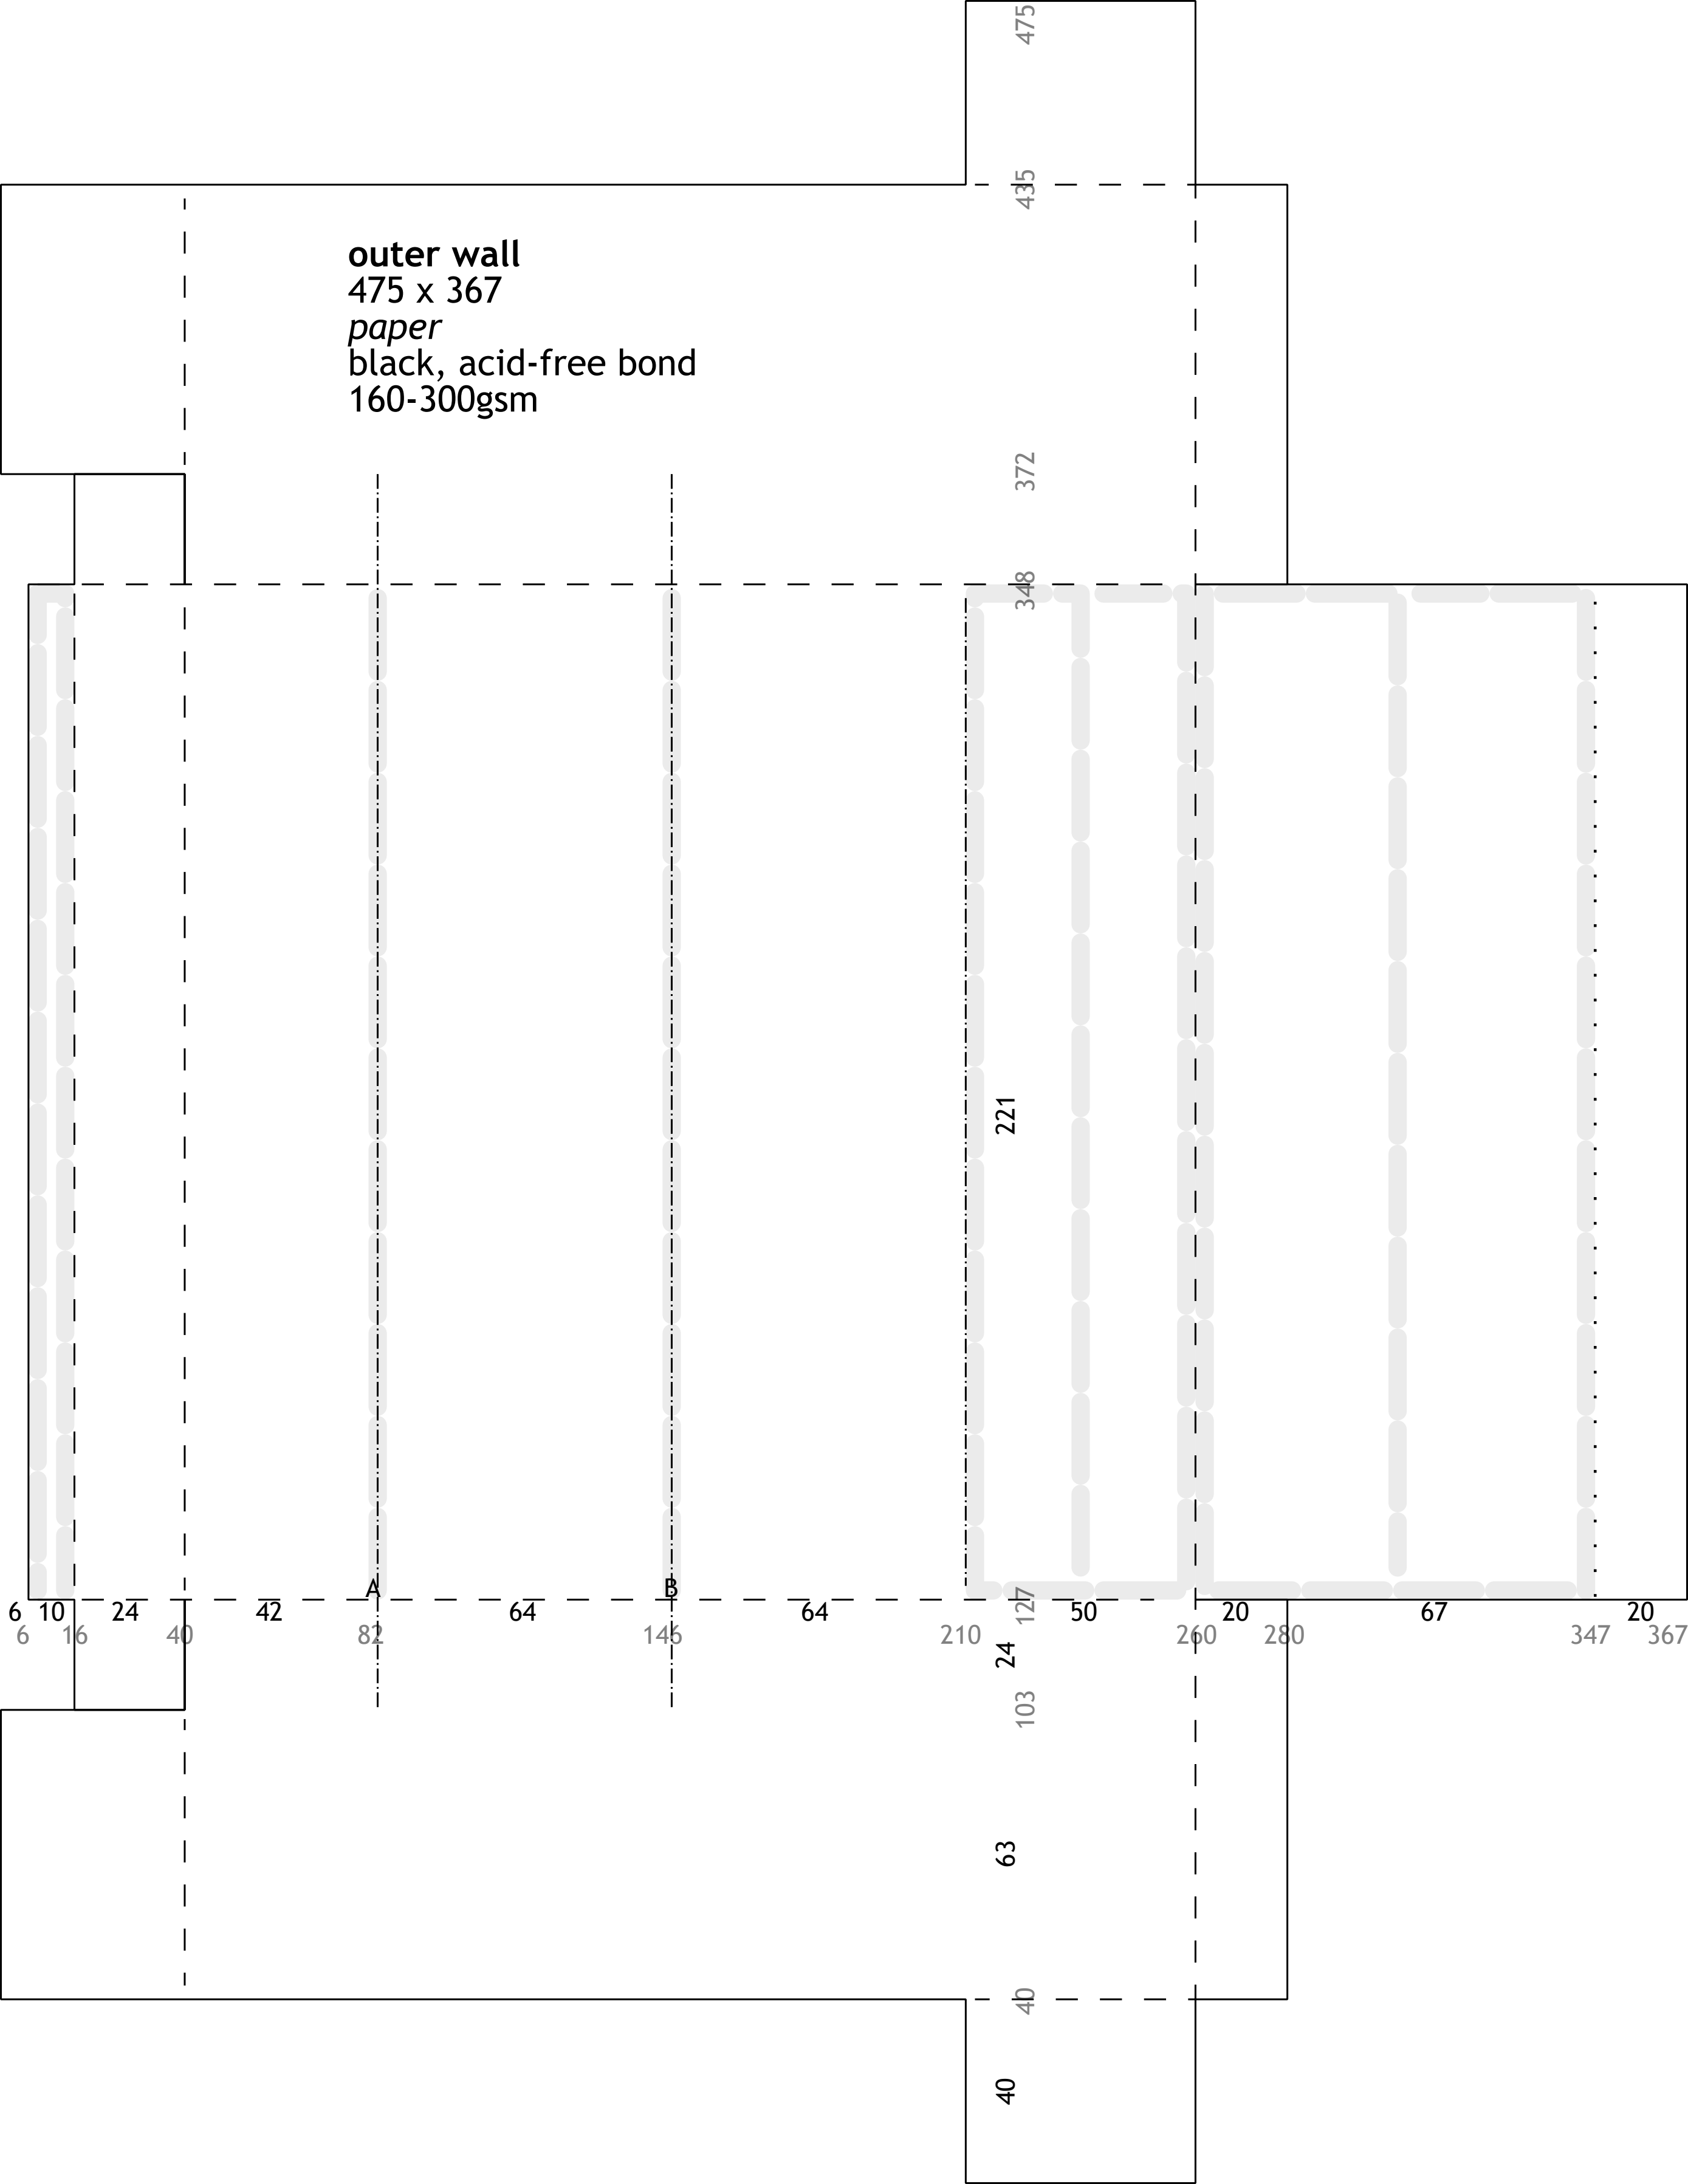 475
435
outer wall
475 x 367
paper
black, acid-free bond
160-300gsm
372
348
221
A
B
127
6 10 24 42 64 64 50 20 67 20
6 16 40 82 146 210 260 280 347 367
24
103
63
40
40